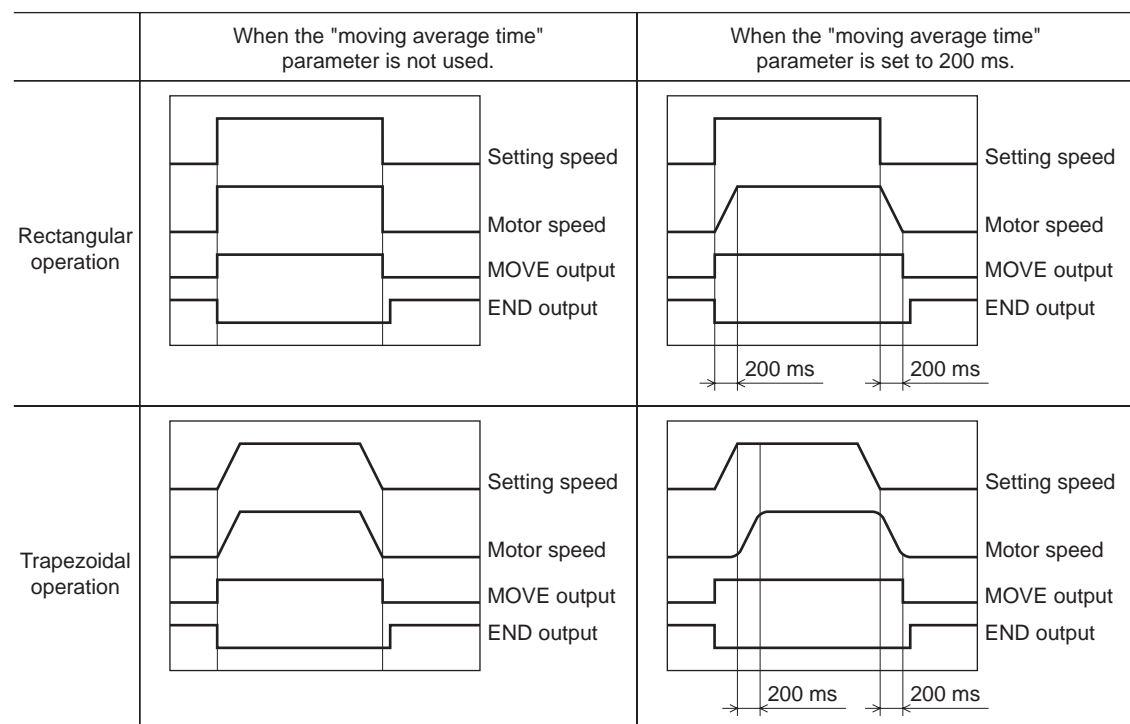 When the "moving average time"
parameter is not used.
When the "moving average time"
parameter is set to 200 ms.
Rectangular
operation
Setting speed
Motor speed
MOVE output
END output
Setting speed
Motor speed
MOVE output
END output
200 ms
200 ms
Trapezoidal
operation
Setting speed
Motor speed
MOVE output
END output
Setting speed
Motor speed
MOVE output
END output
200 ms
200 ms